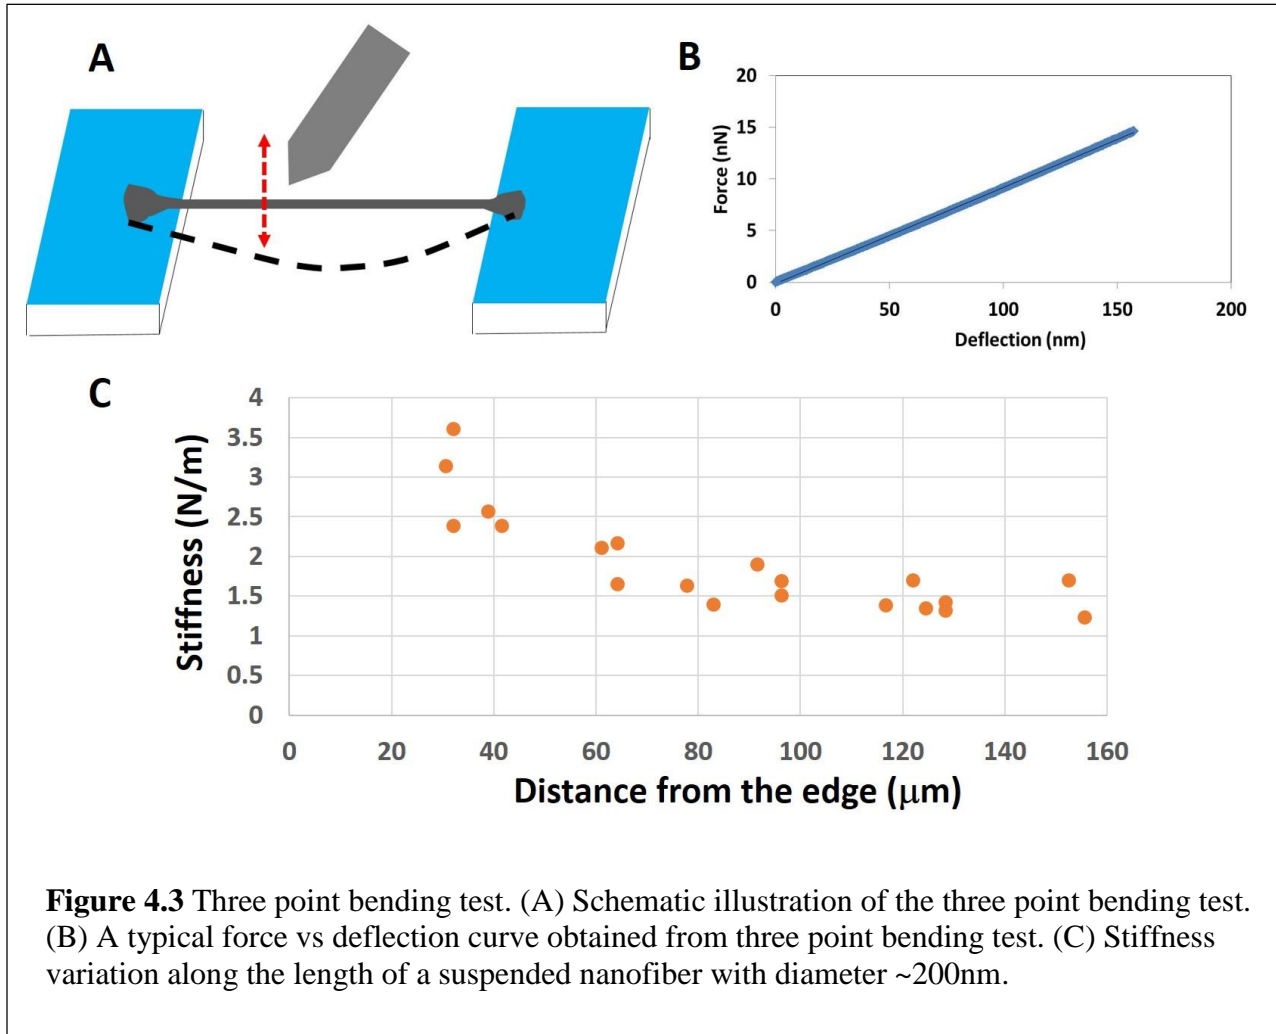 A
B
20
15
10
5
0
Force (nN)
0 50 100 150 200
Deflection (nm)
C
4
3.5
3
2.5
2
1.5
1
0.5
0
Stiffness (N/m)
0 20 40 60 80 100 120 140 160
Distance from the edge (μm)
Figure 4.3 Three point bending test. (A) Schematic illustration of the three point bending test.
(B) A typical force vs deflection curve obtained from three point bending test. (C) Stiffness
variation along the length of a suspended nanofiber with diameter ~200nm.